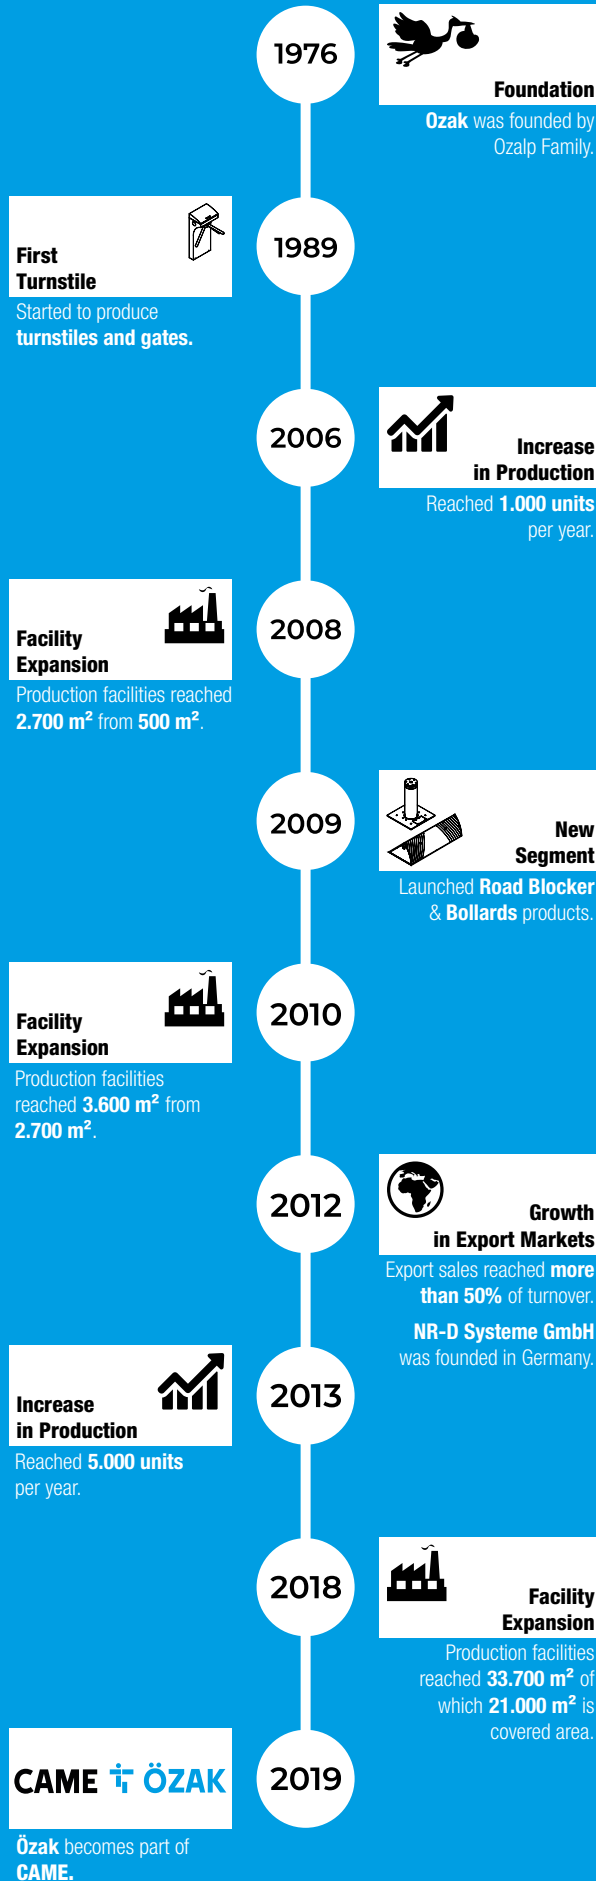 1976
Foundation
Ozak was founded by
Ozalp Family.
1989
First
Turnstile
Started to produce
turnstiles and gates.
2006
Increase
in Production
Reached 1.000 units
per year.
2008
Facility
Expansion
Production facilities reached
2.700 m² from 500 m².
2009
New
Segment
Launched Road Blocker
& Bollards products.
2010
Facility
Expansion
Production facilities
reached 3.600 m² from
2.700 m².
2012
Growth
in Export Markets
Export sales reached more
than 50% of turnover.
NR-D Systeme GmbH
was founded in Germany.
2013
Increase
in Production
Reached 5.000 units
per year.
2018
Facility
Expansion
Production facilities
reached 33.700 m² of
which 21.000 m² is
covered area.
2019
CAME ÖZAK
Özak becomes part of
CAME.